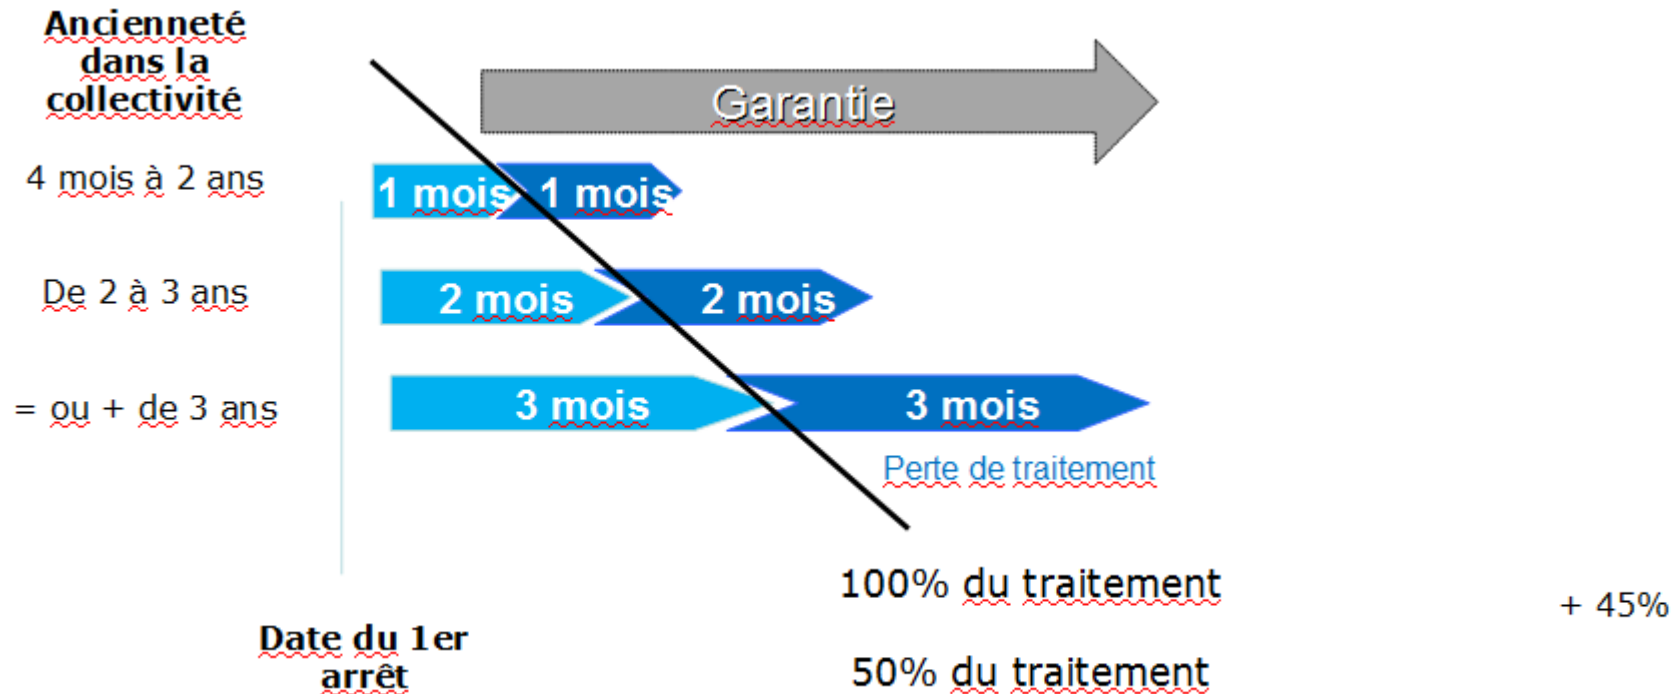 Ancienneté
dans la
collectivité
Garantie
4 mois à 2 ans
1 mois
1 mois
De 2 à 3 ans
2 mois
2 mois
= ou + de 3 ans
3 mois
3 mois
Perte de traitement
100% du traitement
+ 45%
Date du 1er
arrêt
50% du traitement